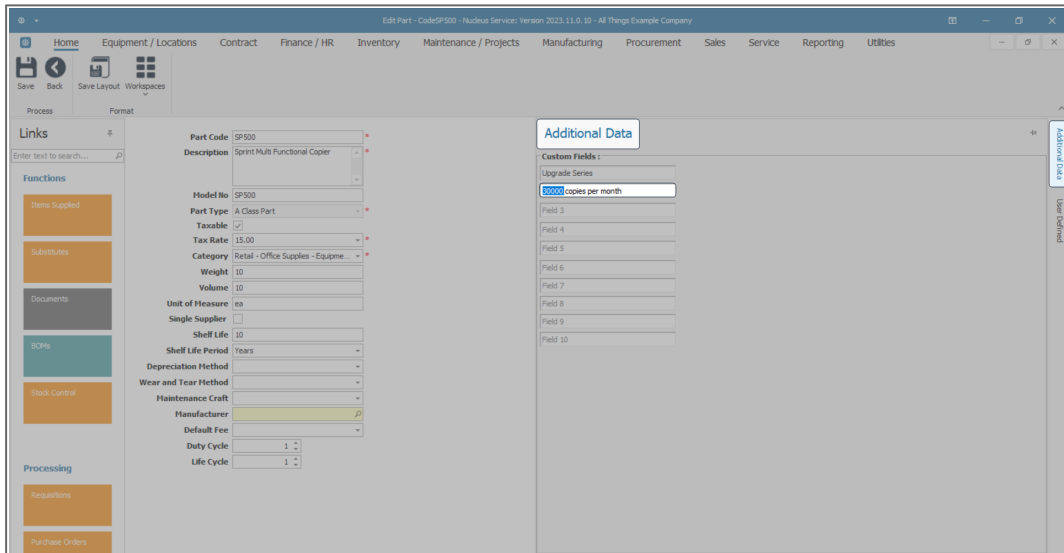 Edit Part - CodeSP500 - Nucleus Service: Version 2023.11.0.10 - All Things Example Company
Home Equipment / Locations Contract Finance / HR Inventory Maintenance / Projects Manufacturing Procurement Sales Service Reporting Utilities
Save Back Save Layout Workspaces
Process Format
Links
Enter text to search...
Functions
Items Supplied
Substitutes
Documents
BOMs
Stock Control
Processing
Requisitions
Purchase Orders
Part Code SP500 *
Description Sprint Multi Functional Copier *
Model No SP500
Part Type A Class Part *
Taxable
Tax Rate 15.00 *
Category Retail - Office Supplies - Equipme... *
Weight 10
Volume 10
Unit of Measure ea
Single Supplier
Shelf Life 10
Shelf Life Period Years
Depreciation Method
Wear and Tear Method
Maintenance Craft
Manufacturer
Default Fee
Duty Cycle 1
Life Cycle 1
Additional Data
Custom Fields :
Upgrade Series
30000 copies per month
Field 3
Field 4
Field 5
Field 6
Field 7
Field 8
Field 9
Field 10
Additional Data
User Defined